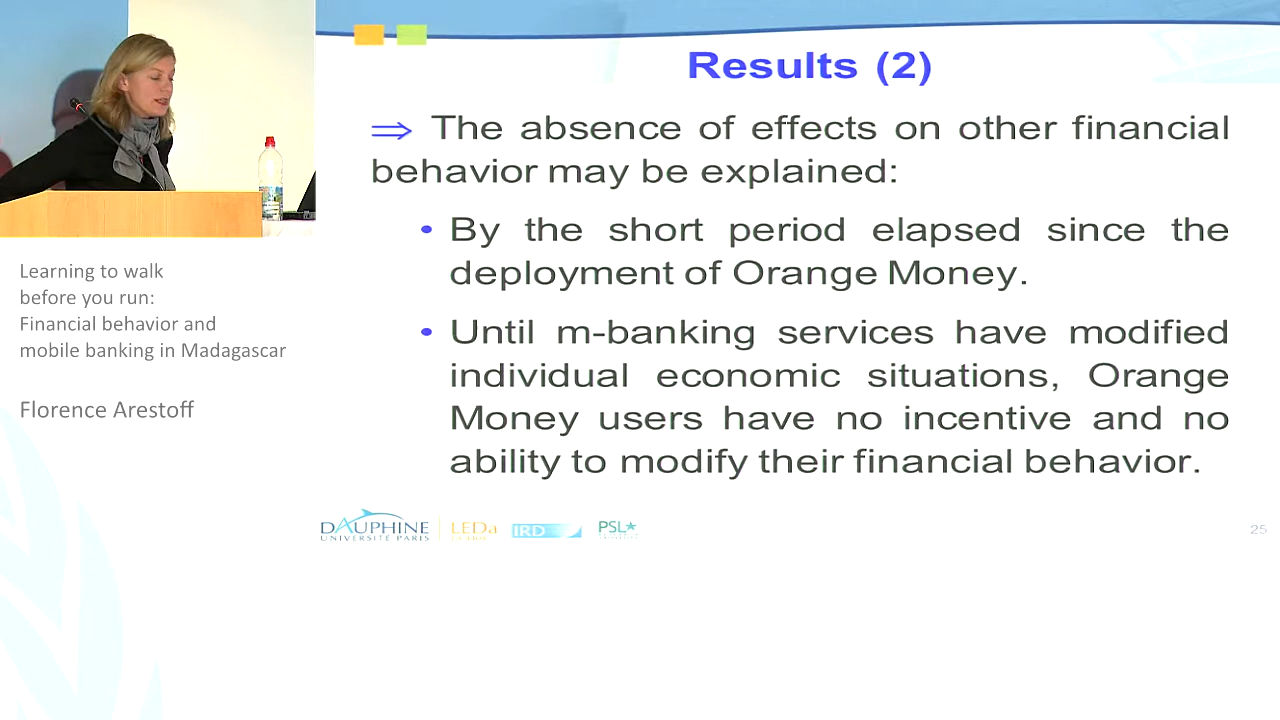 Results (2)
⇒ The absence of effects on other financial
behavior may be explained:
• By the short period elapsed since the
deployment of Orange Money.
• Until m-banking services have modified
individual economic situations, Orange
Money users have no incentive and no
ability to modify their financial behavior.
Learning to walk
before you run:
Financial behavior and
mobile banking in Madagascar
Florence Arestoff
DAUPHINE
UNIVERSITÉ PARIS
LEDa
IRD
PSL★
25